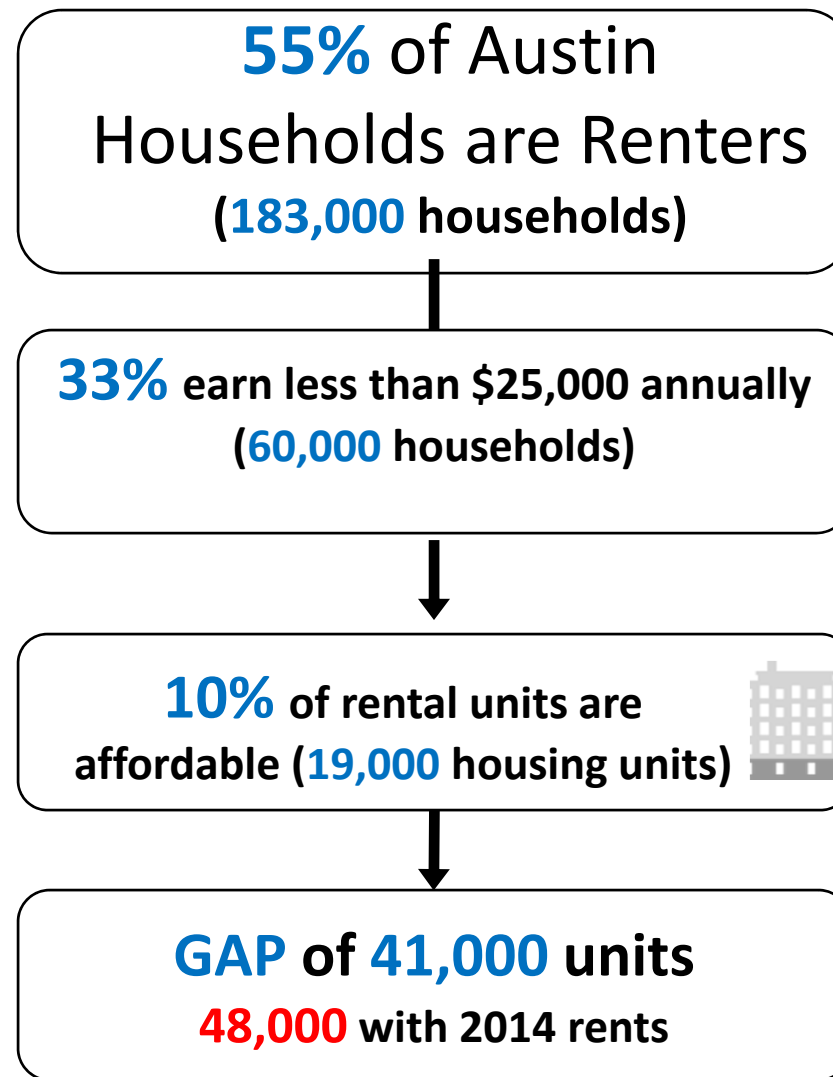 55% of Austin
Households are Renters
(183,000 households)
33% earn less than $25,000 annually
(60,000 households)
10% of rental units are
affordable (19,000 housing units)
GAP of 41,000 units
48,000 with 2014 rents